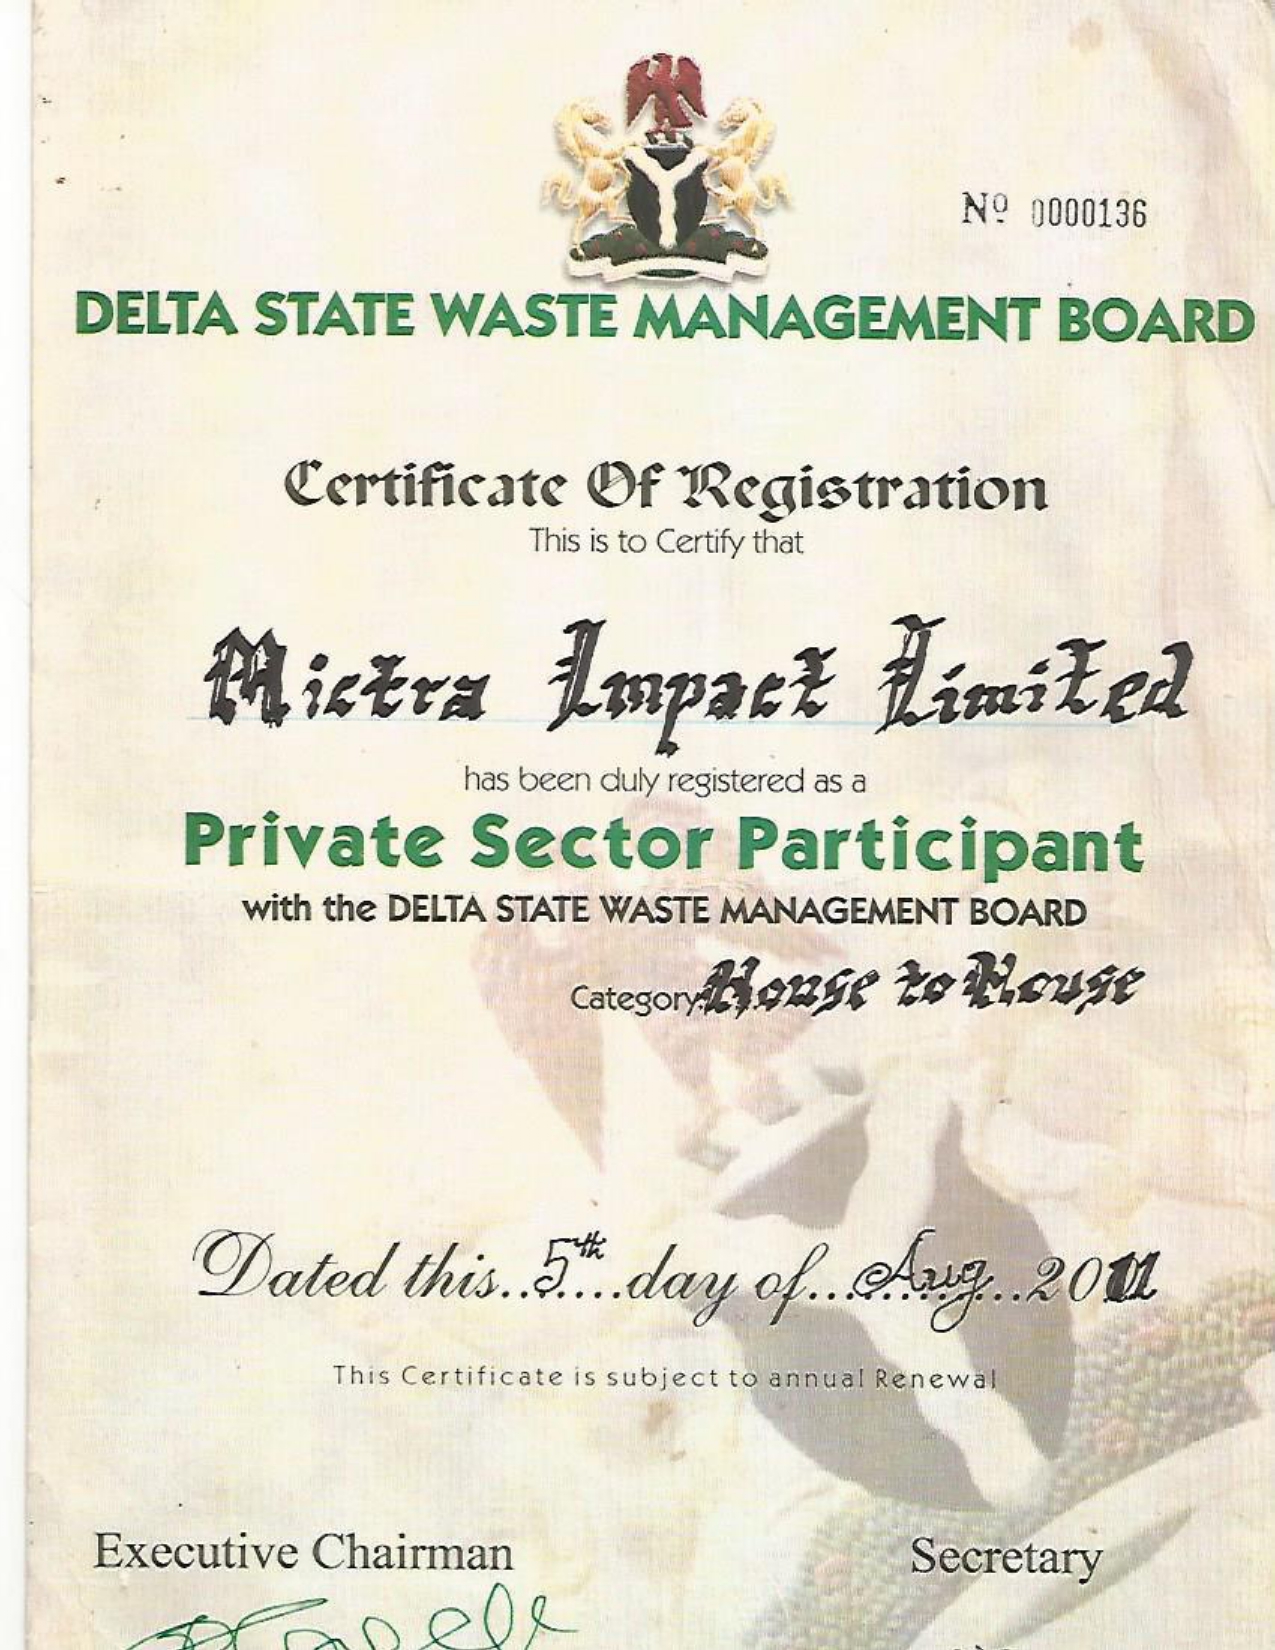 Nº 0000136
DELTA STATE WASTE MANAGEMENT BOARD
Certificate Of Registration
This is to Certify that
Mictra Impact Limited
has been duly registered as a
Private Sector Participant
with the DELTA STATE WASTE MANAGEMENT BOARD
Category: House to House
Dated this..5th....day of...Aug...2011
This Certificate is subject to annual Renewal
Executive Chairman Secretary